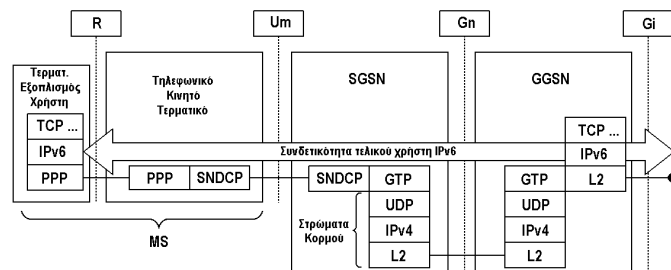 R
Um
Gn
Gi
Τερματ.
Εξοπλισμός
Χρήστη
Τηλεφωνικό
Κινητό
Τερματικό
SGSN
GGSN
TCP ...
TCP ...
IPv6
Συνδετικότητα τελικού χρήστη IPv6
IPv6
PPP
PPP
SNDCP
SNDCP
GTP
GTP
L2
UDP
UDP
Στρώματα
Κορμού
IPv4
IPv4
L2
L2
MS